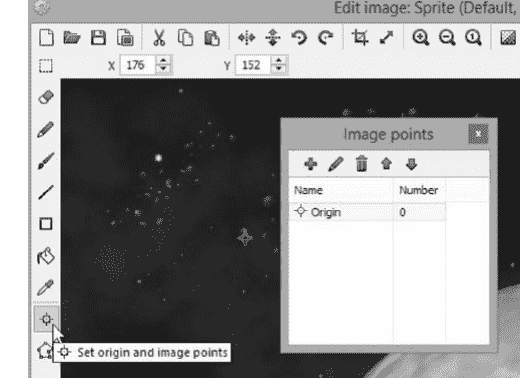 Edit image: Sprite (Default,
X 176 Y 152
Image points
Name Number
Origin 0
Set origin and image points